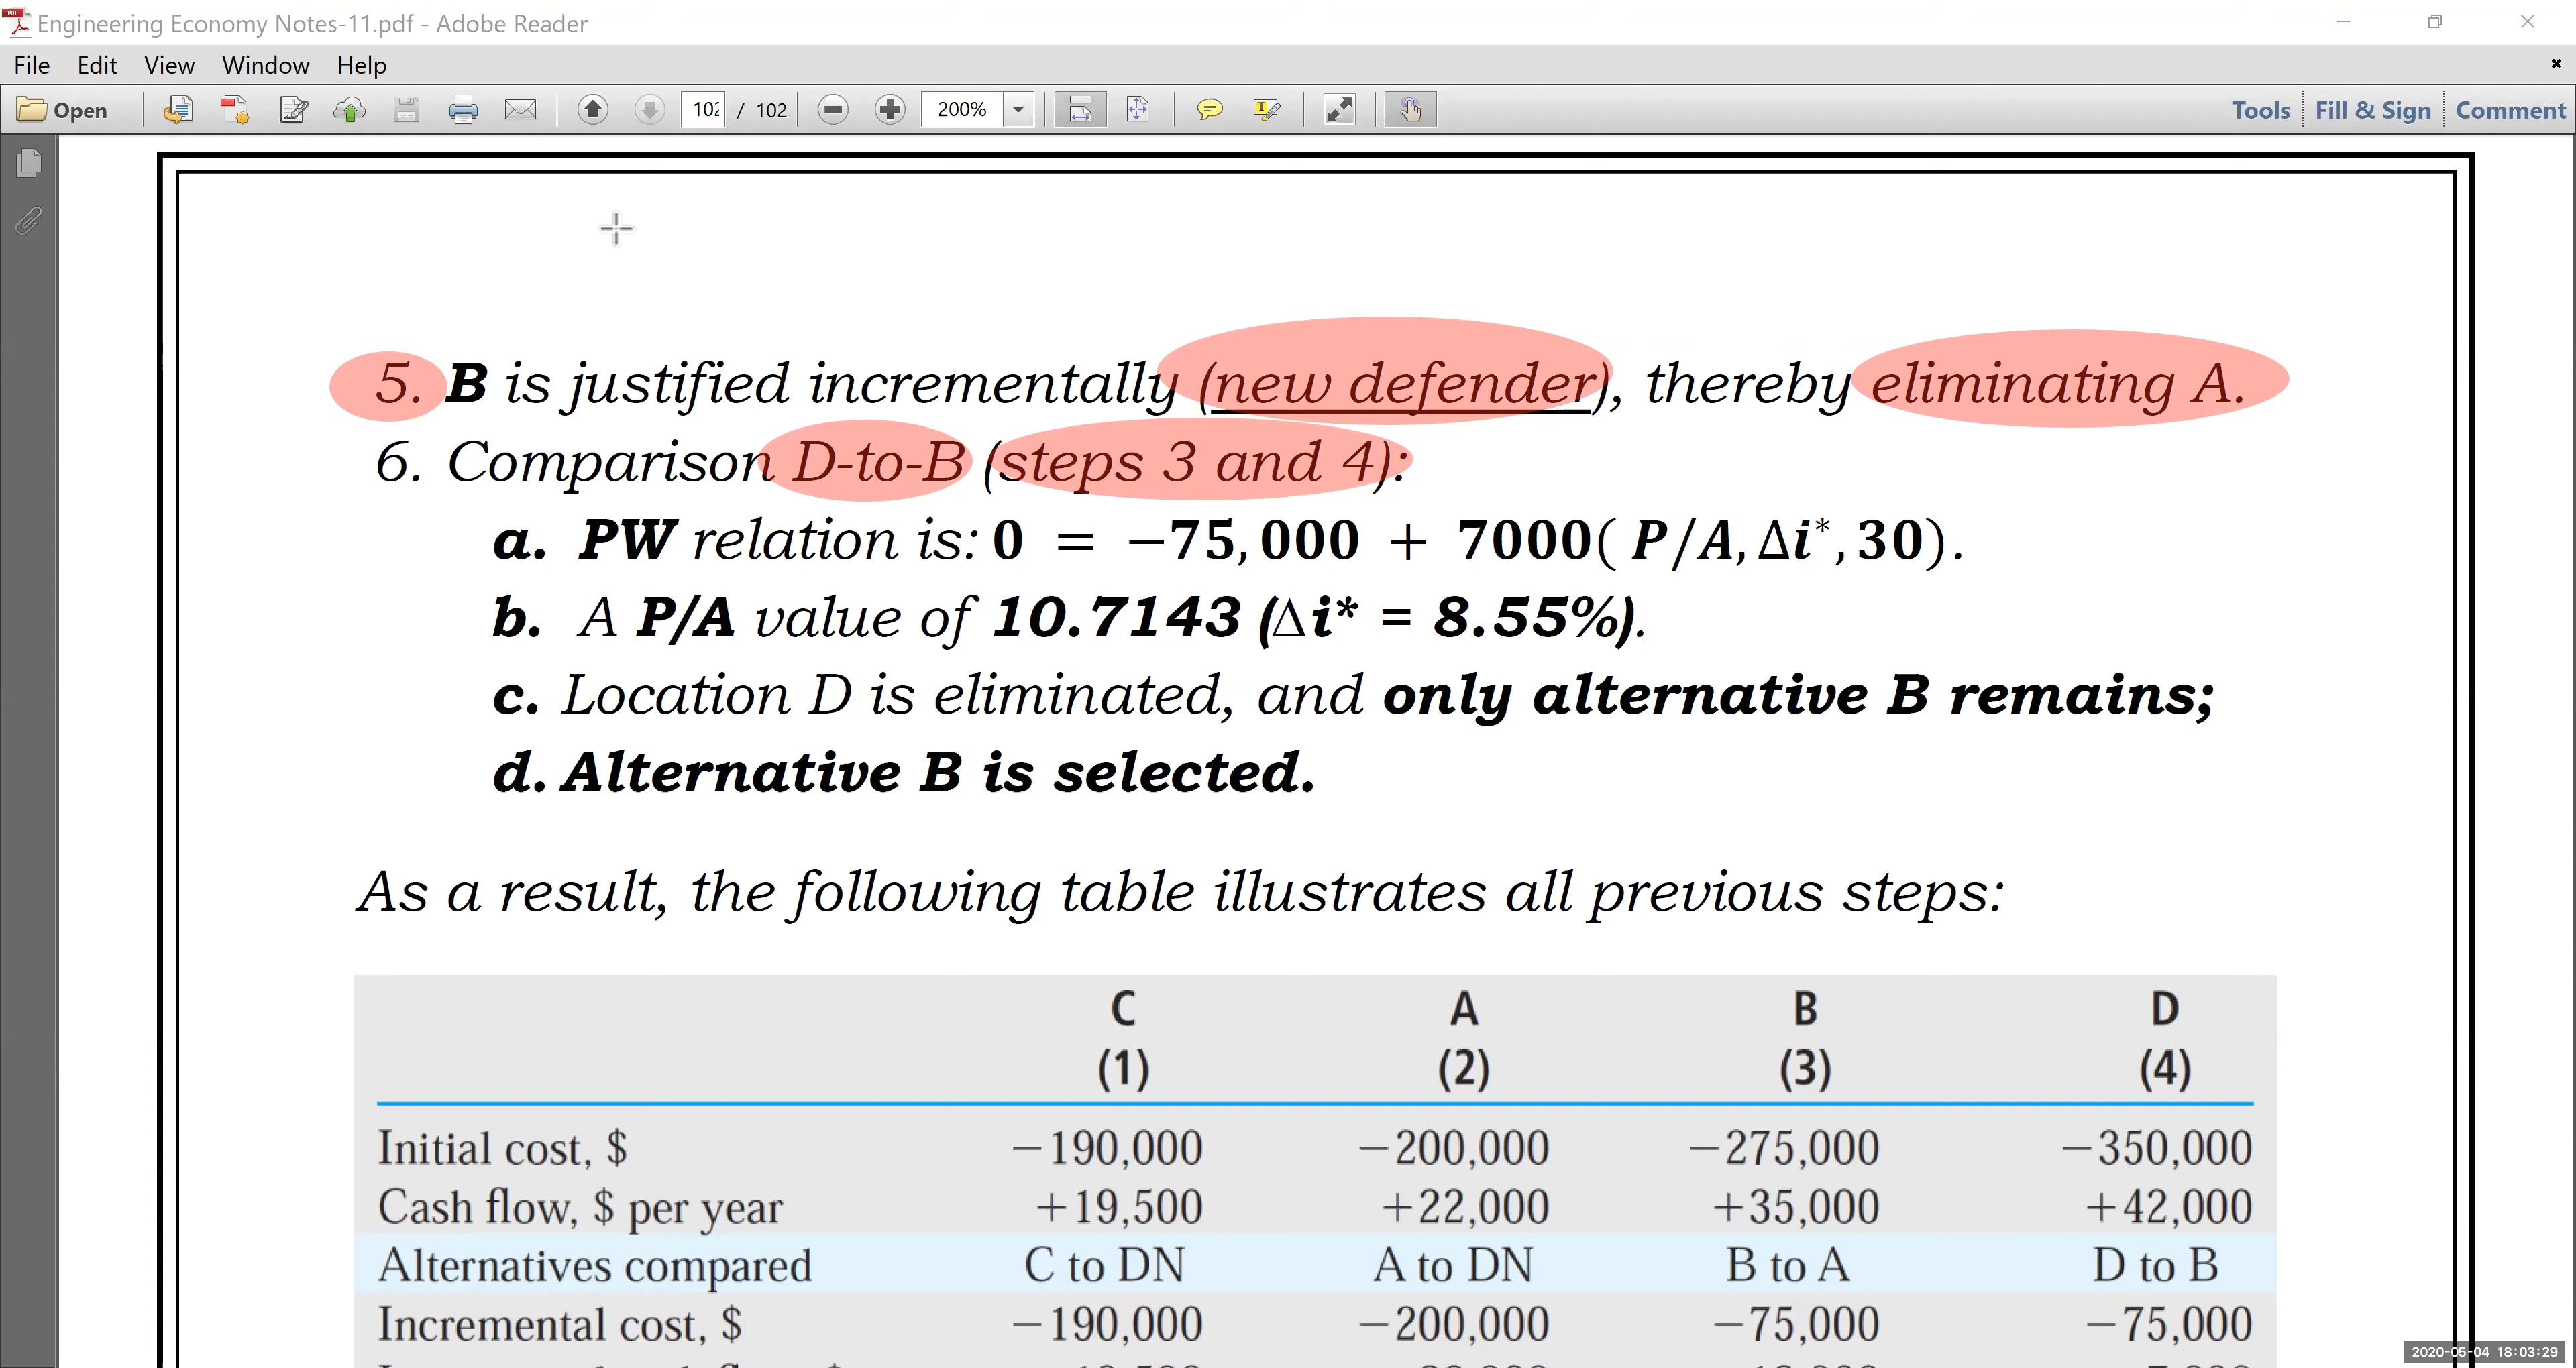 Engineering Economy Notes-11.pdf - Adobe Reader
File Edit View Window Help
Open 102 / 102 200% Tools Fill & Sign Comment
5. B is justified incrementally (new defender), thereby eliminating A.
6. Comparison D-to-B (steps 3 and 4):
a. PW relation is: 0 = −75,000 + 7000( P/A, Δi*, 30).
b. A P/A value of 10.7143 (Δi* = 8.55%).
c. Location D is eliminated, and only alternative B remains;
d. Alternative B is selected.
As a result, the following table illustrates all previous steps:
C A B D
(1) (2) (3) (4)
Initial cost, $ −190,000 −200,000 −275,000 −350,000
Cash flow, $ per year +19,500 +22,000 +35,000 +42,000
Alternatives compared C to DN A to DN B to A D to B
Incremental cost, $ −190,000 −200,000 −75,000 −75,000
2020-05-04 18:03:29